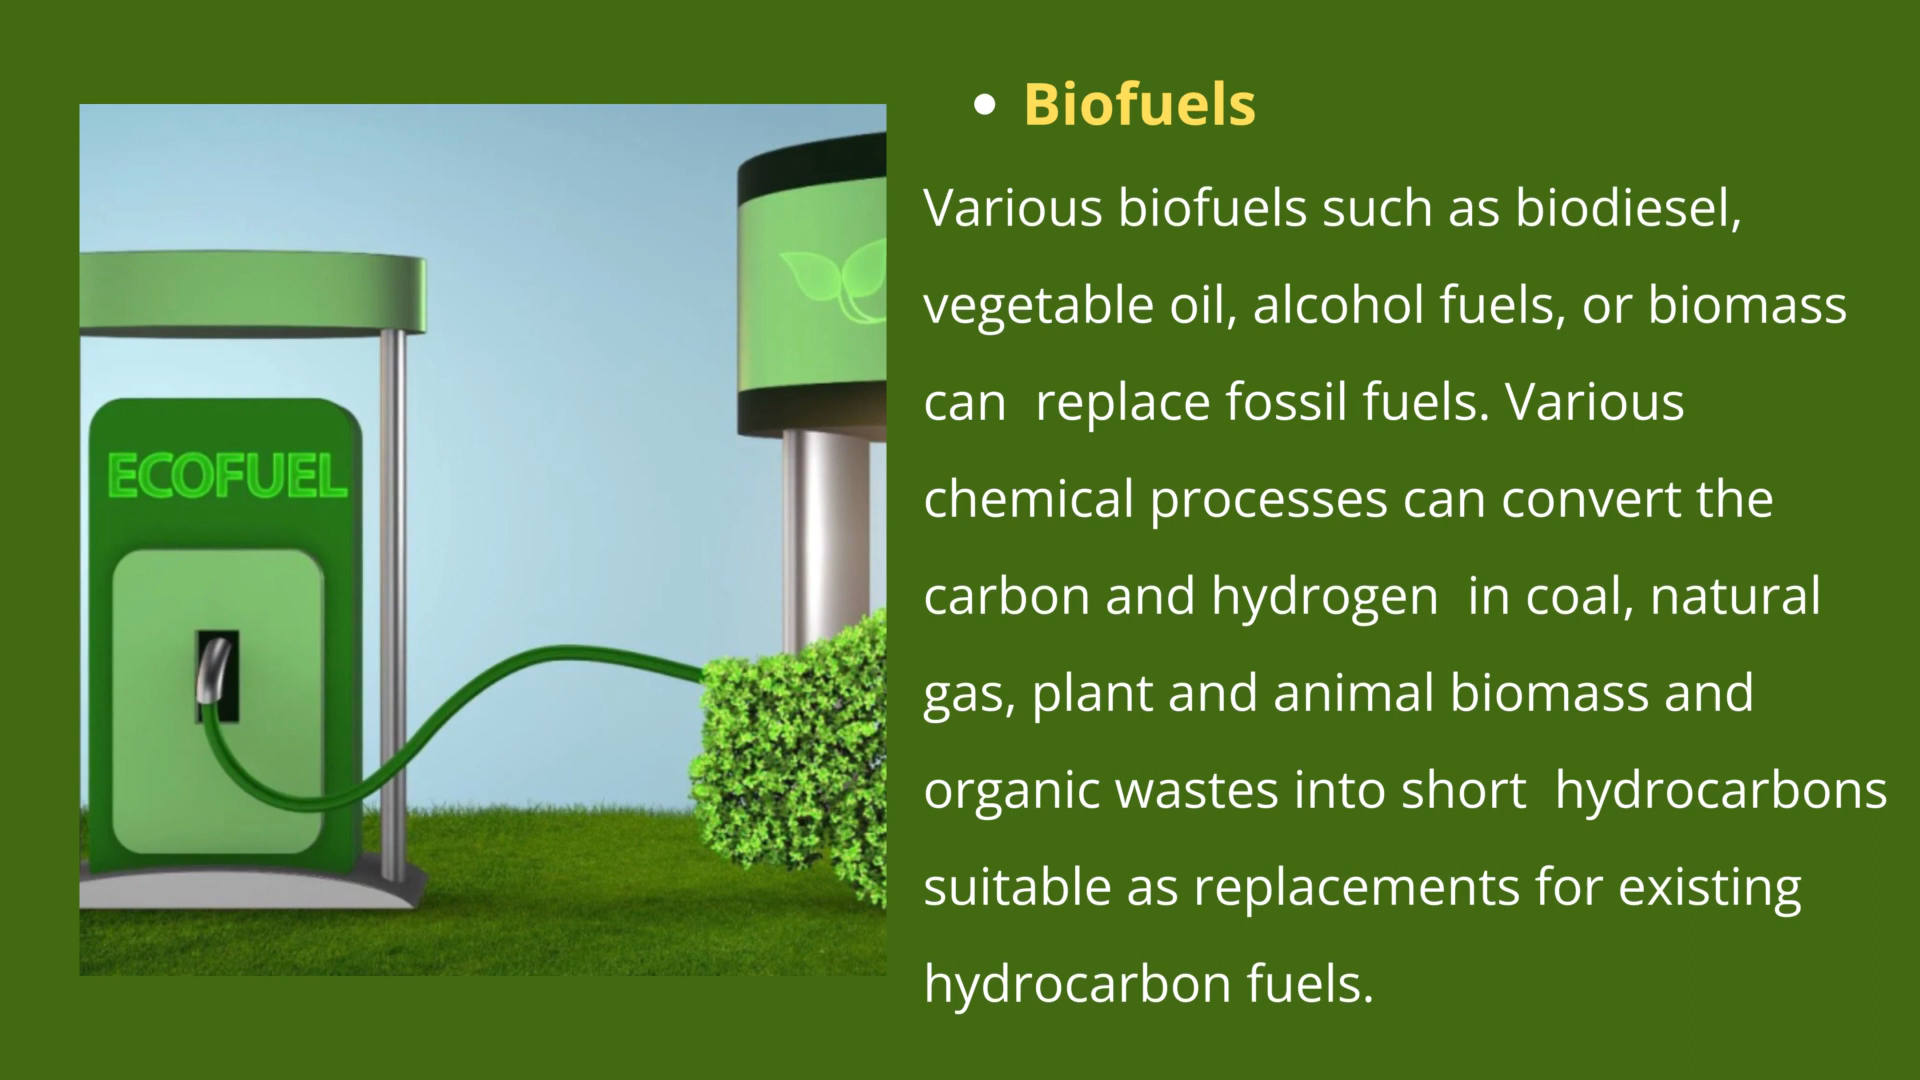 Biofuels
Various biofuels such as biodiesel,
vegetable oil, alcohol fuels, or biomass
can  replace fossil fuels. Various
chemical processes can convert the
carbon and hydrogen  in coal, natural
gas, plant and animal biomass and
organic wastes into short  hydrocarbons
suitable as replacements for existing
hydrocarbon fuels.
ECOFUEL